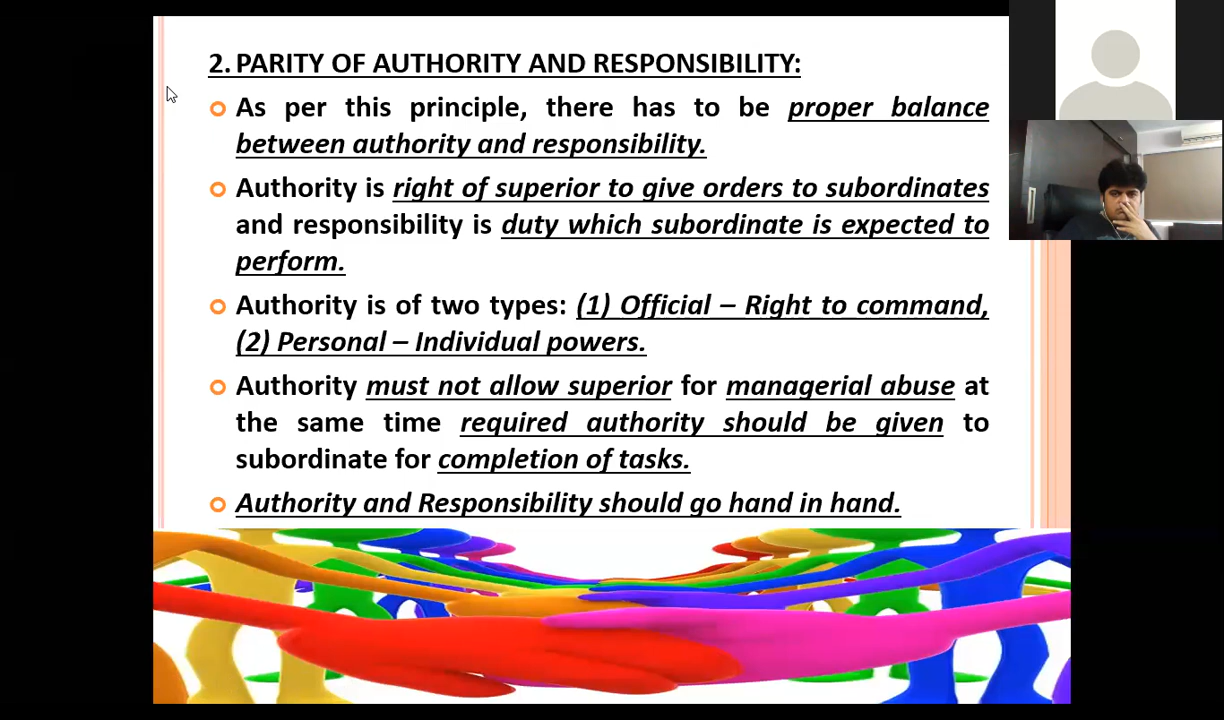 2. PARITY OF AUTHORITY AND RESPONSIBILITY:
As per this principle, there has to be proper balance
between authority and responsibility.
Authority is right of superior to give orders to subordinates
and responsibility is duty which subordinate is expected to
perform.
Authority is of two types: (1) Official – Right to command,
(2) Personal – Individual powers.
Authority must not allow superior for managerial abuse at
the same time required authority should be given to
subordinate for completion of tasks.
Authority and Responsibility should go hand in hand.